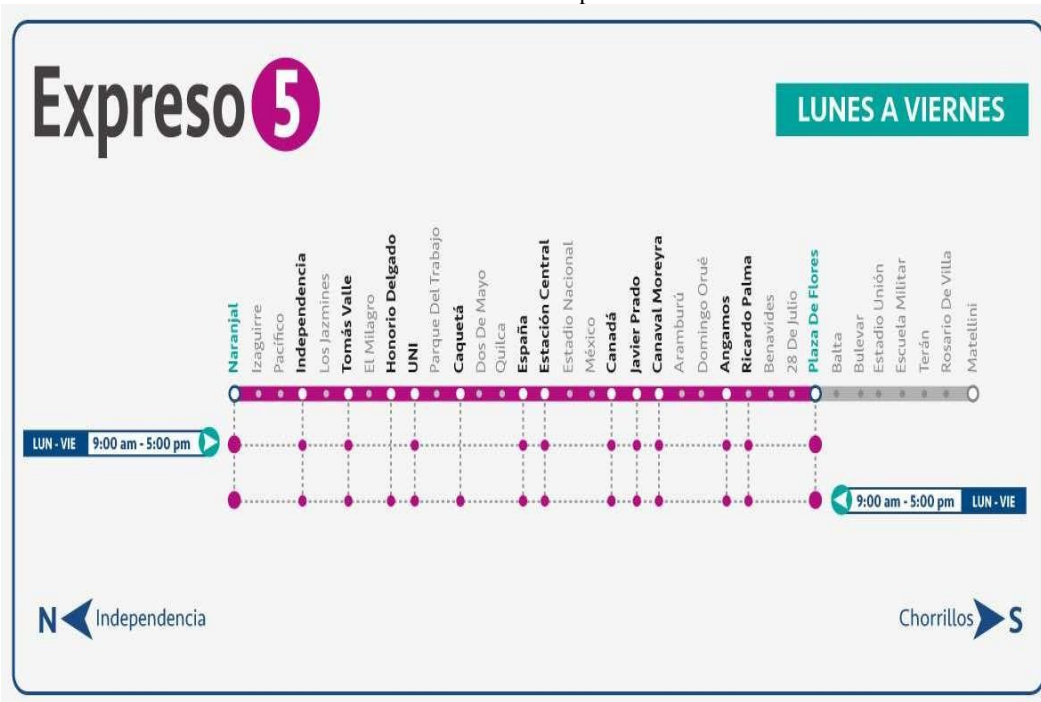 Expreso 5
LUNES A VIERNES
Naranjal
Izaguirre
Pacífico
Independencia
Los Jazmines
Tomás Valle
El Milagro
Honorio Delgado
UNI
Parque Del Trabajo
Caquetá
Dos De Mayo
Quilca
España
Estación Central
Estadio Nacional
México
Canadá
Javier Prado
Canaval Moreyra
Aramburú
Domingo Orué
Angamos
Ricardo Palma
Benavides
28 De Julio
Plaza De Flores
Balta
Bulevar
Estadio Unión
Escuela Militar
Terán
Rosario De Villa
Matellini
LUN - VIE 9:00 am - 5:00 pm
9:00 am - 5:00 pm LUN - VIE
N Independencia
Chorrillos S